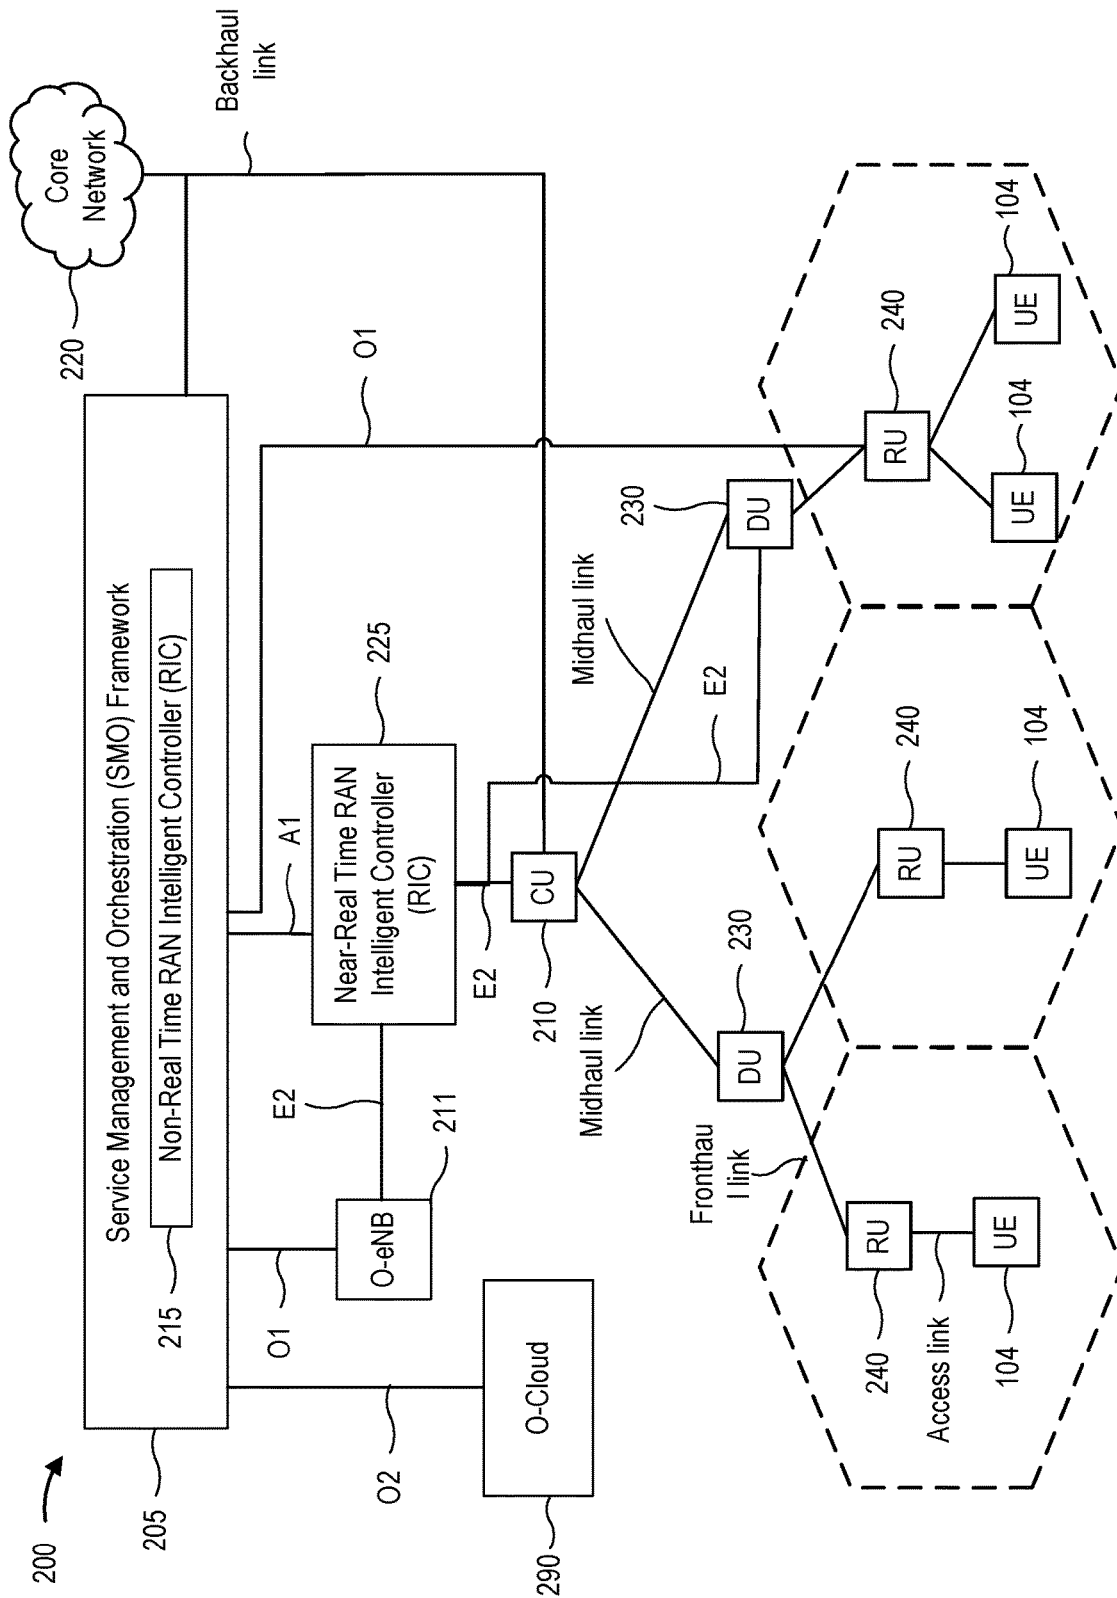 200
205
Service Management and Orchestration (SMO) Framework
215
Non-Real Time RAN Intelligent Controller (RIC)
220
Core
Network
Backhaul
link
O2
O1
A1
O1
290
O-Cloud
O-eNB
211
E2
Near-Real Time RAN
Intelligent Controller
(RIC)
225
E2
210
CU
Midhaul link
Midhaul link
E2
230
DU
230
DU
Fronthau
l link
240
RU
Access link
104
UE
RU
240
UE
104
RU
240
UE
104
UE
104